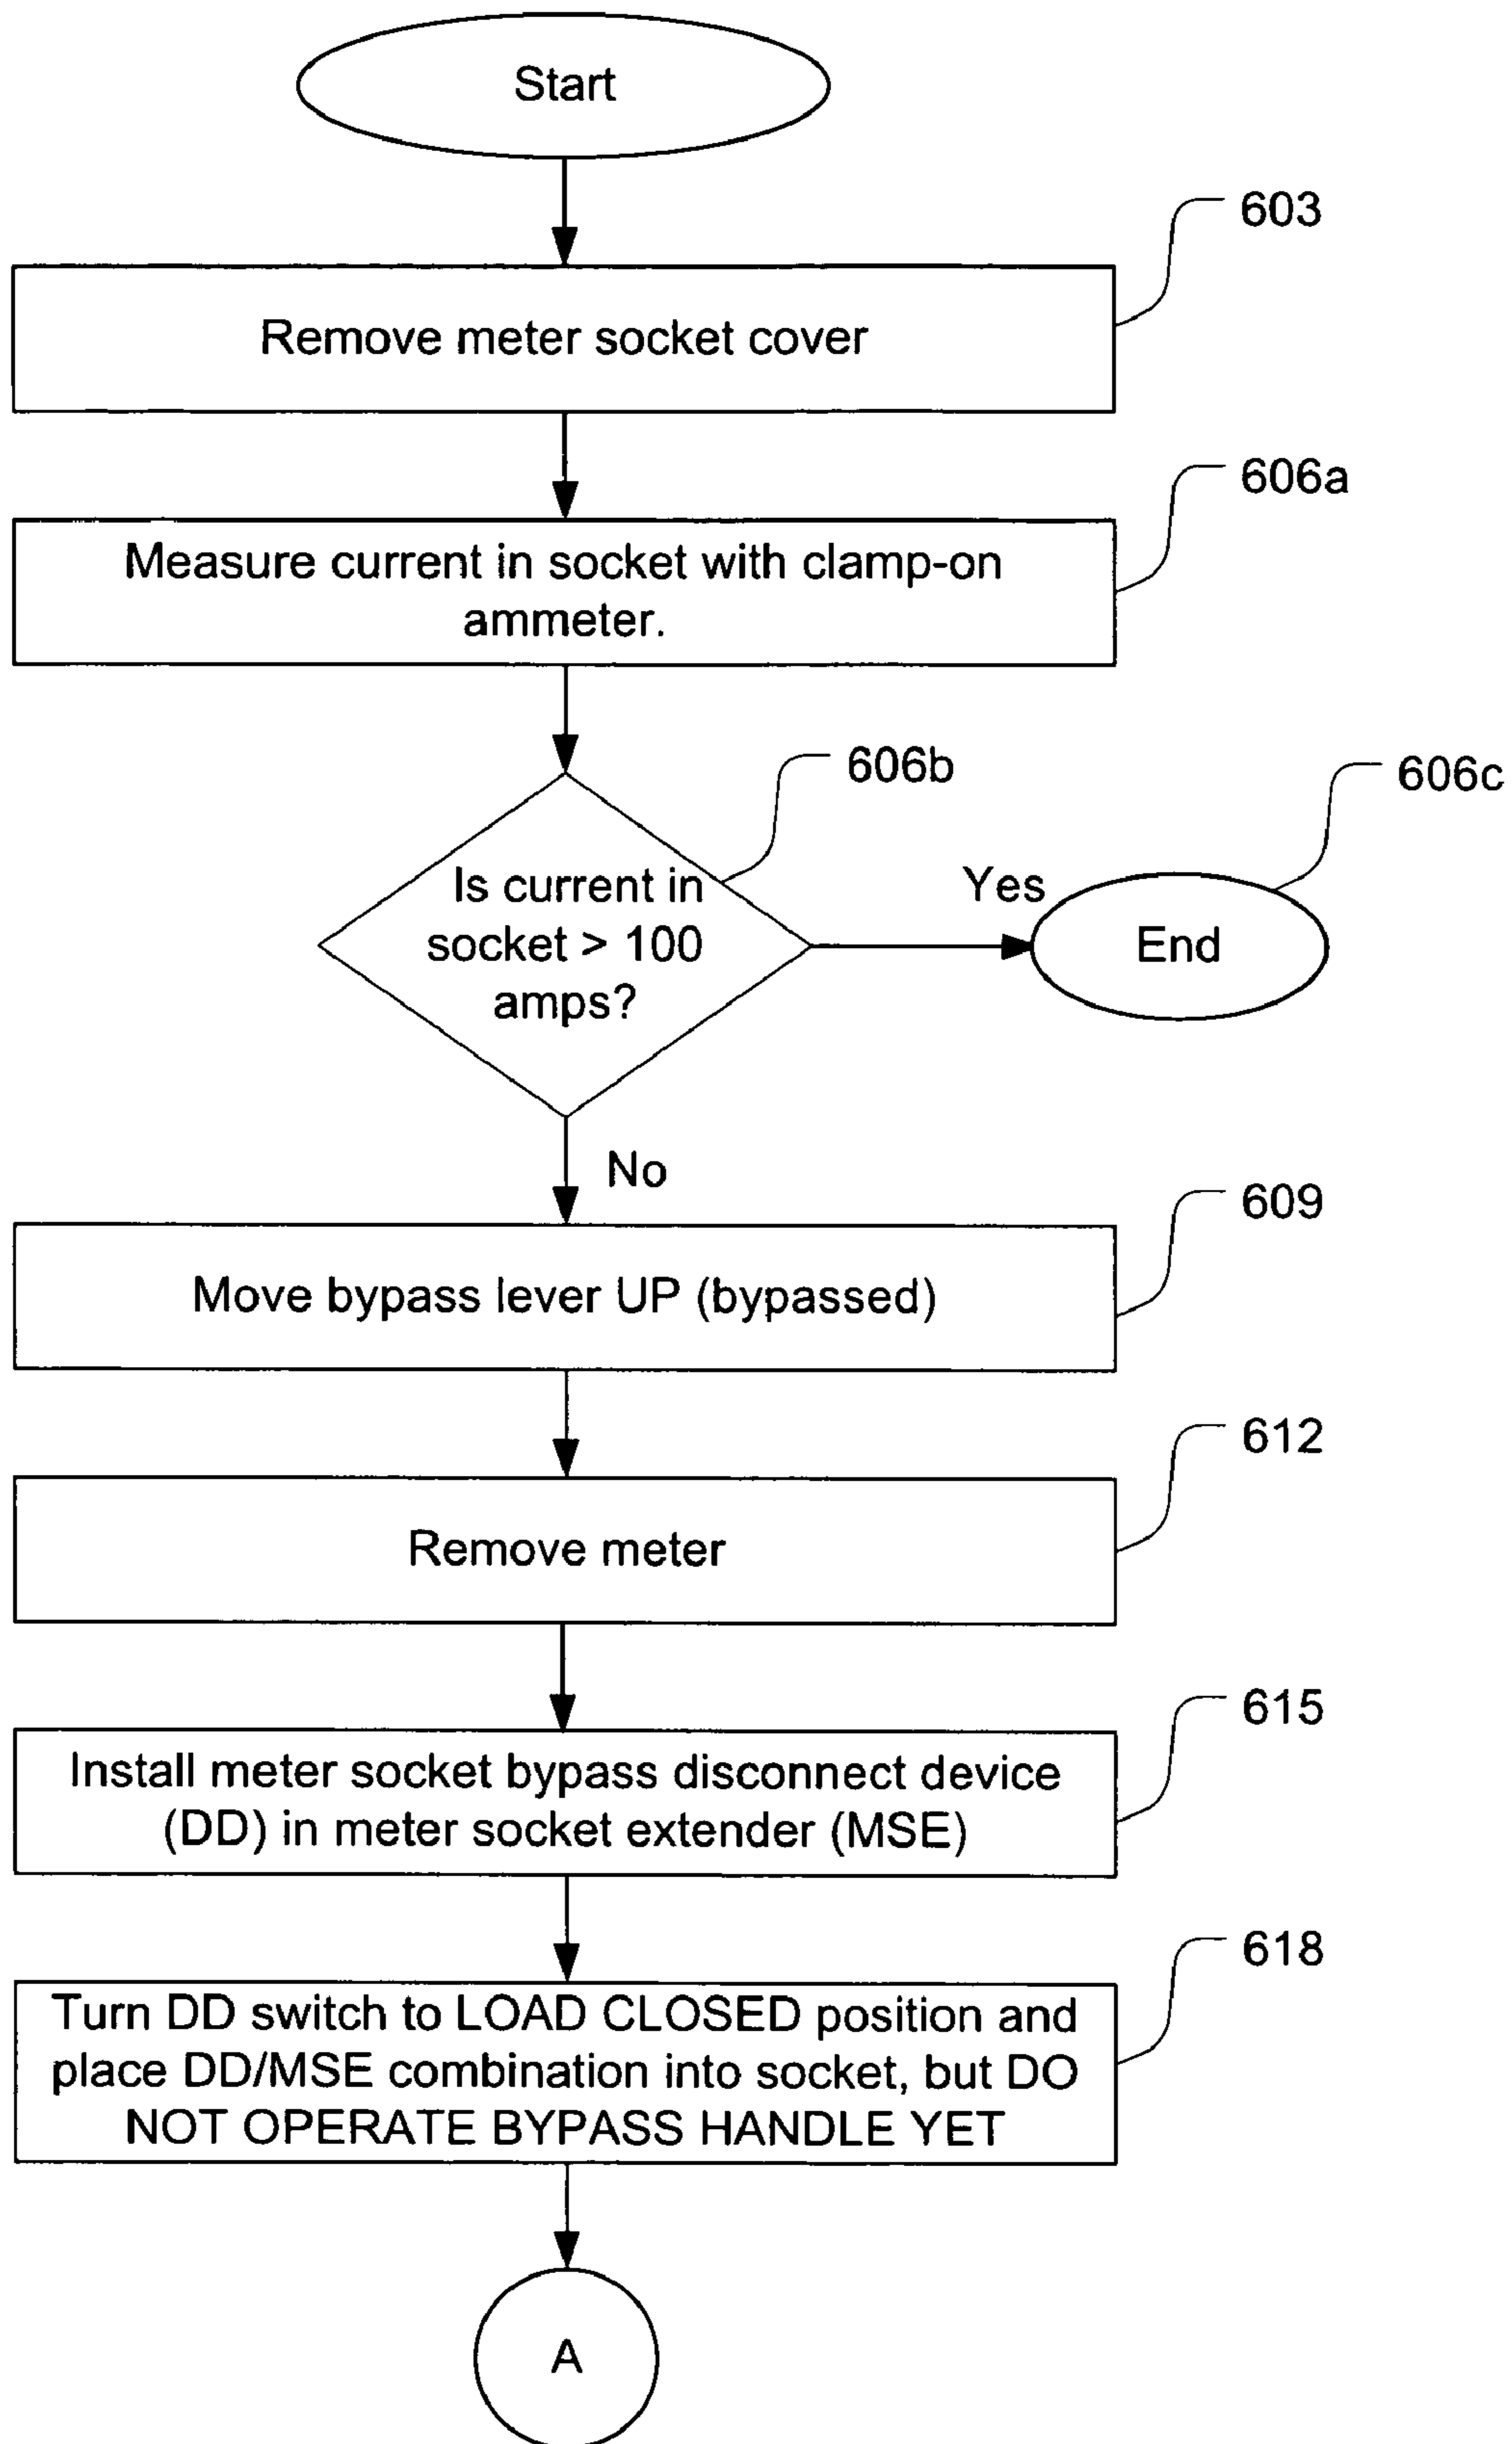 Start
603
Remove meter socket cover
606a
Measure current in socket with clamp-on
ammeter.
606b
606c
Is current in
socket > 100
amps?
Yes
End
No
609
Move bypass lever UP (bypassed)
612
Remove meter
615
Install meter socket bypass disconnect device
(DD) in meter socket extender (MSE)
618
Turn DD switch to LOAD CLOSED position and
place DD/MSE combination into socket, but DO
NOT OPERATE BYPASS HANDLE YET
A